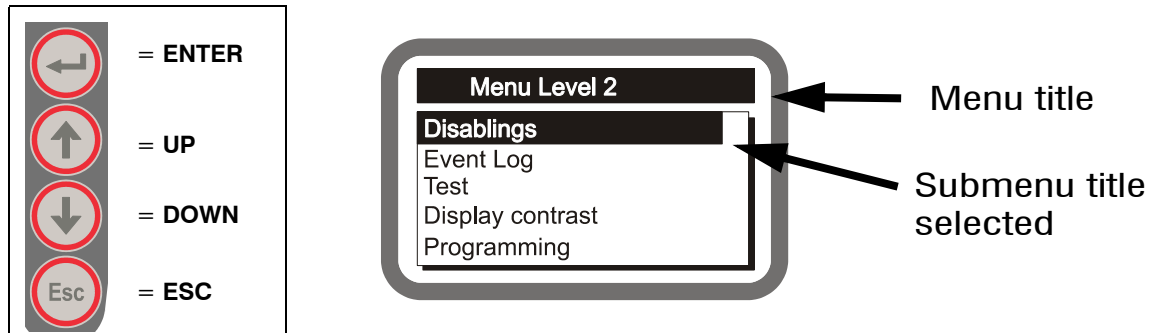 = ENTER
= UP
= DOWN
Esc = ESC
Menu Level 2
Disablings
Event Log
Test
Display contrast
Programming
Menu title
Submenu title
selected